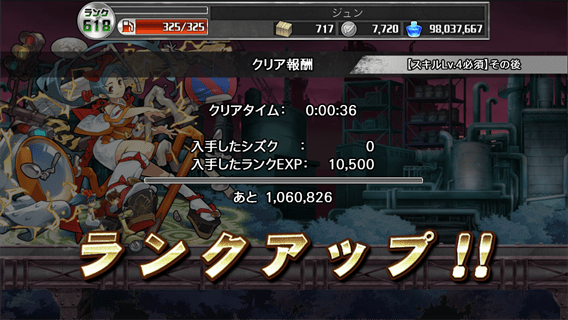 ランク
618
325/325
ジュン
717
7,720
98,037,667
クリア報酬
【スキルLv.4必須】その後
クリアタイム： 0:00:36
入手したシズク ： 0
入手したランクEXP： 10,500
あと 1,060,826
ランクアップ!!